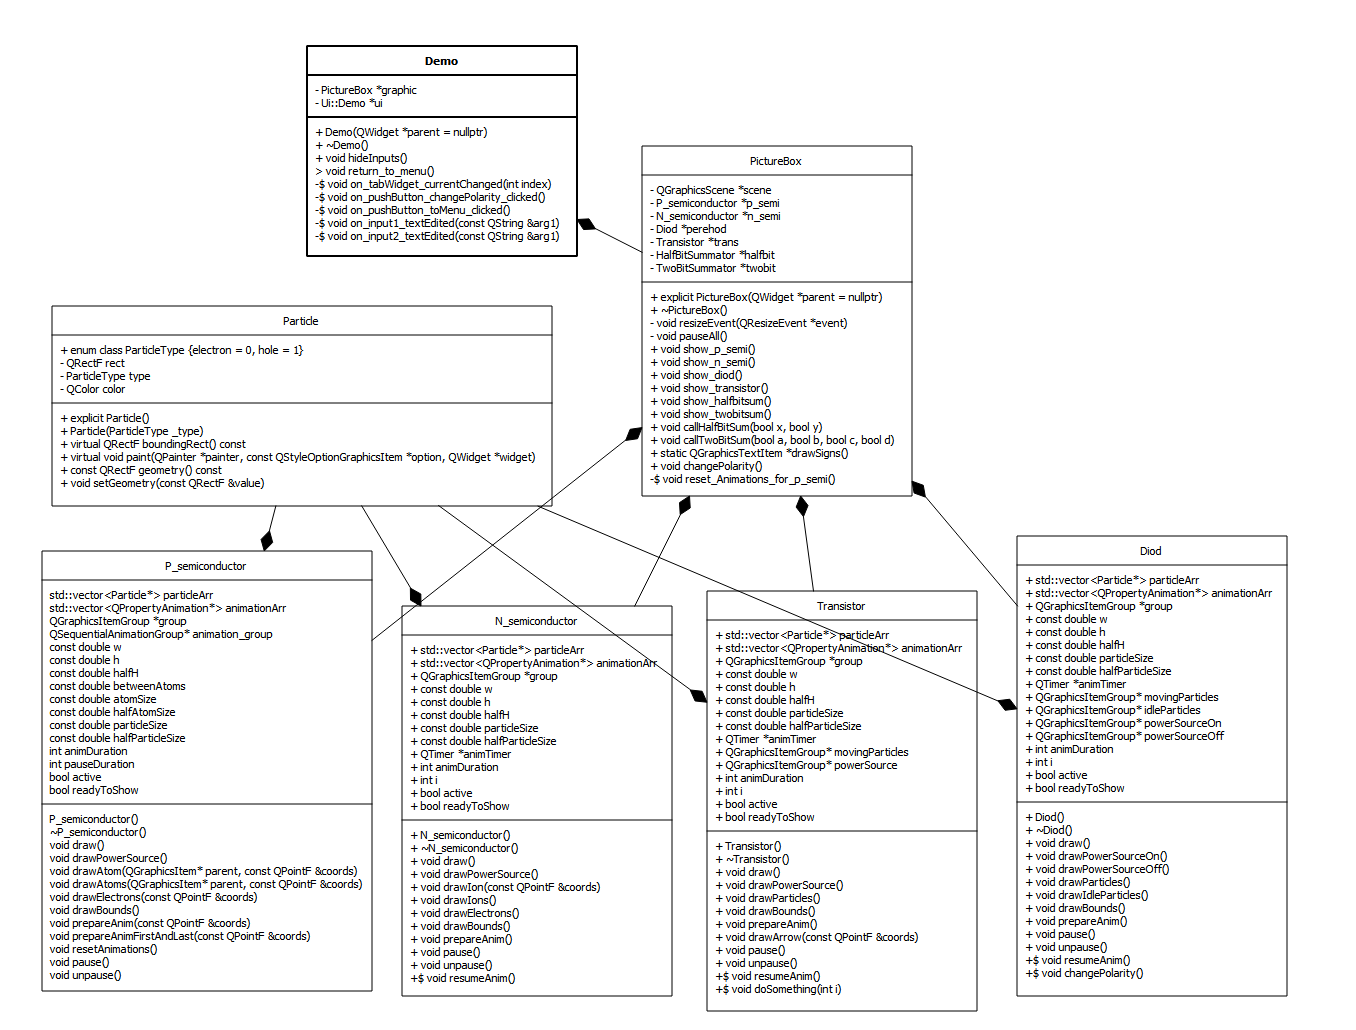 Demo
- PictureBox *graphic
- Ui::Demo *ui
+ Demo(QWidget *parent = nullptr)
+ ~Demo()
+ void hideInputs()
> void return_to_menu()
-$ void on_tabWidget_currentChanged(int index)
-$ void on_pushButton_changePolarity_clicked()
-$ void on_pushButton_toMenu_clicked()
-$ void on_input1_textEdited(const QString &arg1)
-$ void on_input2_textEdited(const QString &arg1)
PictureBox
- QGraphicsScene *scene
- P_semiconductor *p_semi
- N_semiconductor *n_semi
- Diod *perehod
- Transistor *trans
- HalfBitSummator *halfbit
- TwoBitSummator *twobit
+ explicit PictureBox(QWidget *parent = nullptr)
+ ~PictureBox()
- void resizeEvent(QResizeEvent *event)
- void pauseAll()
+ void show_p_semi()
+ void show_n_semi()
+ void show_diod()
+ void show_transistor()
+ void show_halfbitsum()
+ void show_twobitsum()
+ void callHalfBitSum(bool x, bool y)
+ void callTwoBitSum(bool a, bool b, bool c, bool d)
+ static QGraphicsTextItem *drawSigns()
+ void changePolarity()
-$ void reset_Animations_for_p_semi()
Particle
+ enum class ParticleType {electron = 0, hole = 1}
- QRectF rect
- ParticleType type
- QColor color
+ explicit Particle()
+ Particle(ParticleType _type)
+ virtual QRectF boundingRect() const
+ virtual void paint(QPainter *painter, const QStyleOptionGraphicsItem *option, QWidget *widget)
+ const QRectF geometry() const
+ void setGeometry(const QRectF &value)
P_semiconductor
std::vector<Particle*> particleArr
std::vector<QPropertyAnimation*> animationArr
QGraphicsItemGroup *group
QSequentialAnimationGroup* animation_group
const double w
const double h
const double halfH
const double betweenAtoms
const double atomSize
const double halfAtomSize
const double particleSize
const double halfParticleSize
int animDuration
int pauseDuration
bool active
bool readyToShow
P_semiconductor()
~P_semiconductor()
void draw()
void drawPowerSource()
void drawAtom(QGraphicsItem* parent, const QPointF &coords)
void drawAtoms(QGraphicsItem* parent, const QPointF &coords)
void drawElectrons(const QPointF &coords)
void drawBounds()
void prepareAnim(const QPointF &coords)
void prepareAnimFirstAndLast(const QPointF &coords)
void resetAnimations()
void pause()
void unpause()
N_semiconductor
+ std::vector<Particle*> particleArr
+ std::vector<QPropertyAnimation*> animationArr
+ QGraphicsItemGroup *group
+ const double w
+ const double h
+ const double halfH
+ const double particleSize
+ const double halfParticleSize
+ QTimer *animTimer
+ int animDuration
+ int i
+ bool active
+ bool readyToShow
+ N_semiconductor()
+ ~N_semiconductor()
+ void draw()
+ void drawPowerSource()
+ void drawIon(const QPointF &coords)
+ void drawIons()
+ void drawElectrons()
+ void drawBounds()
+ void prepareAnim()
+ void pause()
+ void unpause()
+$ void resumeAnim()
Transistor
+ std::vector<Particle*> particleArr
+ std::vector<QPropertyAnimation*> animationArr
+ QGraphicsItemGroup *group
+ const double w
+ const double h
+ const double halfH
+ const double particleSize
+ const double halfParticleSize
+ QTimer *animTimer
+ QGraphicsItemGroup* movingParticles
+ QGraphicsItemGroup* powerSource
+ int animDuration
+ int i
+ bool active
+ bool readyToShow
+ Transistor()
+ ~Transistor()
+ void draw()
+ void drawPowerSource()
+ void drawParticles()
+ void drawBounds()
+ void prepareAnim()
+ void drawArrow(const QPointF &coords)
+ void pause()
+ void unpause()
+$ void resumeAnim()
+$ void doSomething(int i)
Diod
+ std::vector<Particle*> particleArr
+ std::vector<QPropertyAnimation*> animationArr
+ QGraphicsItemGroup *group
+ const double w
+ const double h
+ const double halfH
+ const double particleSize
+ const double halfParticleSize
+ QTimer *animTimer
+ QGraphicsItemGroup* movingParticles
+ QGraphicsItemGroup* idleParticles
+ QGraphicsItemGroup* powerSourceOn
+ QGraphicsItemGroup* powerSourceOff
+ int animDuration
+ int i
+ bool active
+ bool readyToShow
+ Diod()
+ ~Diod()
+ void draw()
+ void drawPowerSourceOn()
+ void drawPowerSourceOff()
+ void drawParticles()
+ void drawIdleParticles()
+ void drawBounds()
+ void prepareAnim()
+ void pause()
+ void unpause()
+$ void resumeAnim()
+$ void changePolarity()